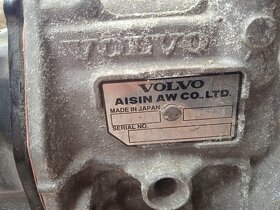 VOLVO
VOLVO
AISIN AW CO., LTD.
MADE IN JAPAN
SERIAL NO.